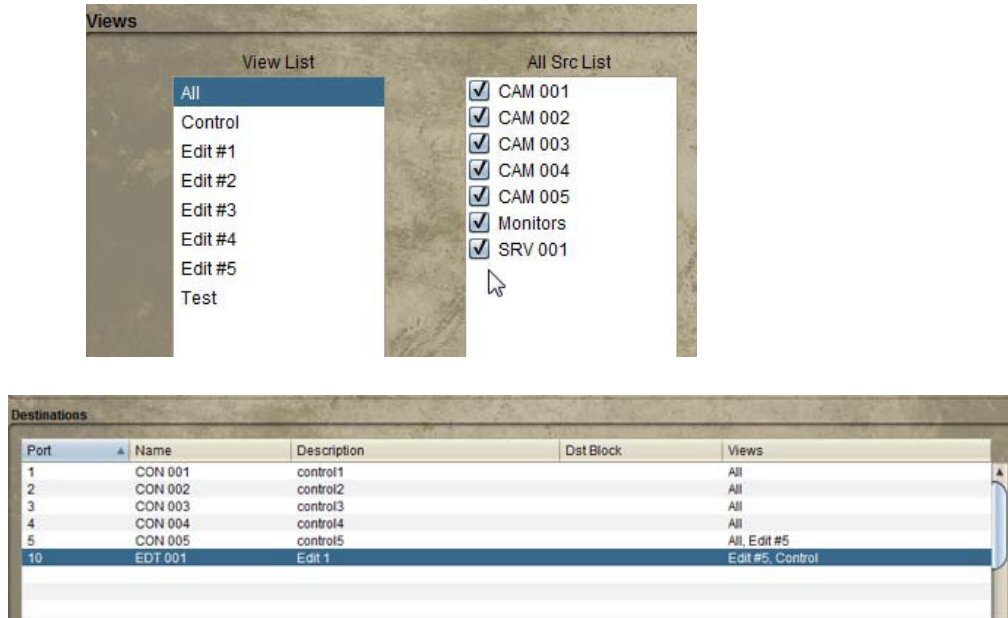 Views
View List All Src List
All CAM 001
Control CAM 002
Edit #1 CAM 003
Edit #2 CAM 004
Edit #3 CAM 005
Edit #4 Monitors
Edit #5 SRV 001
Test
Destinations
Port Name Description Dst Block Views
1 CON 001 control1 All
2 CON 002 control2 All
3 CON 003 control3 All
4 CON 004 control4 All
5 CON 005 control5 All, Edit #5
10 EDT 001 Edit 1 Edit #5, Control